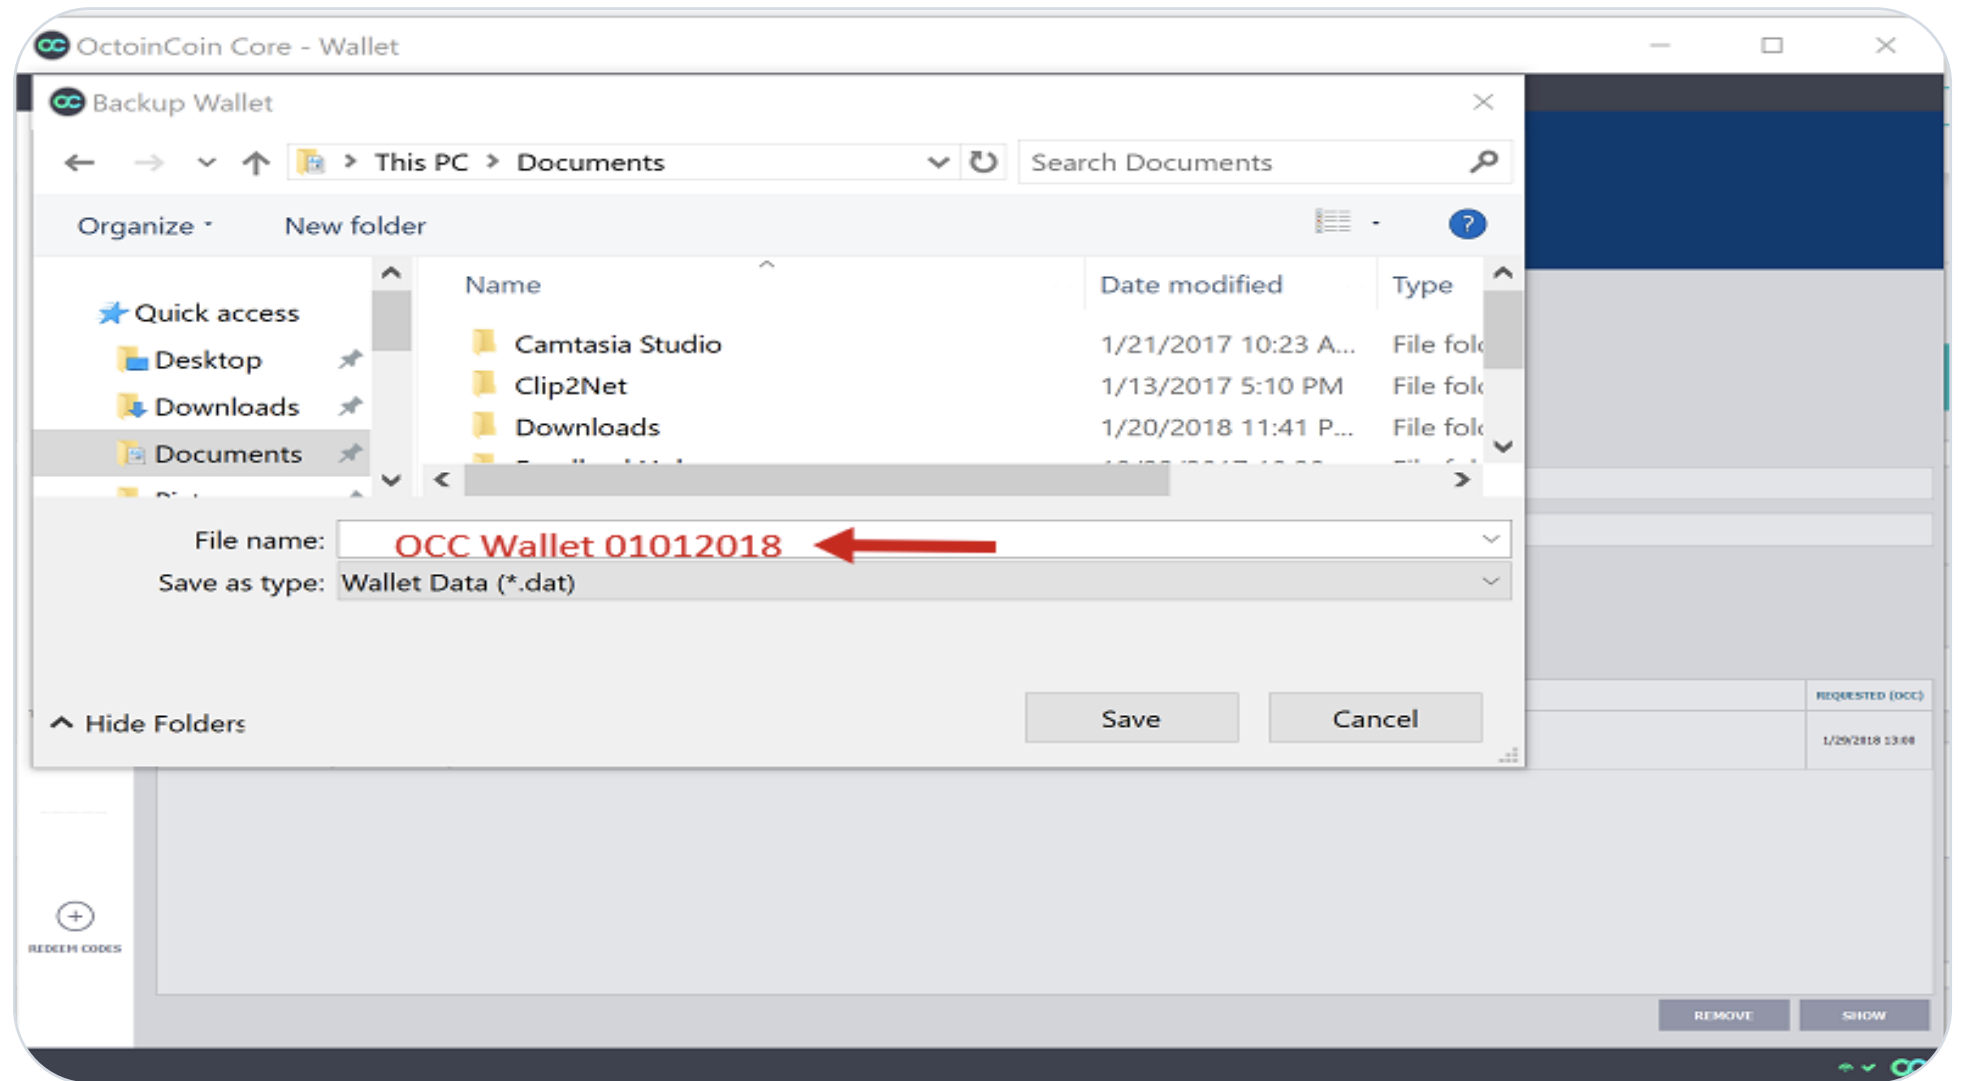 OctoinCoin Core - Wallet
Backup Wallet
This PC > Documents
Search Documents
Organize
New folder
?
Name
Date modified
Type
Quick access
Camtasia Studio 1/21/2017 10:23 A... File fol
Desktop
Clip2Net 1/13/2017 5:10 PM File fol
Downloads
Downloads 1/20/2018 11:41 P... File fol
Documents
File name: OCC Wallet 01012018
Save as type: Wallet Data (*.dat)
REQUESTED (OCC)
Hide Folders
Save
Cancel
1/29/2018 13:00
REDEEM CODES
REMOVE
SHOW